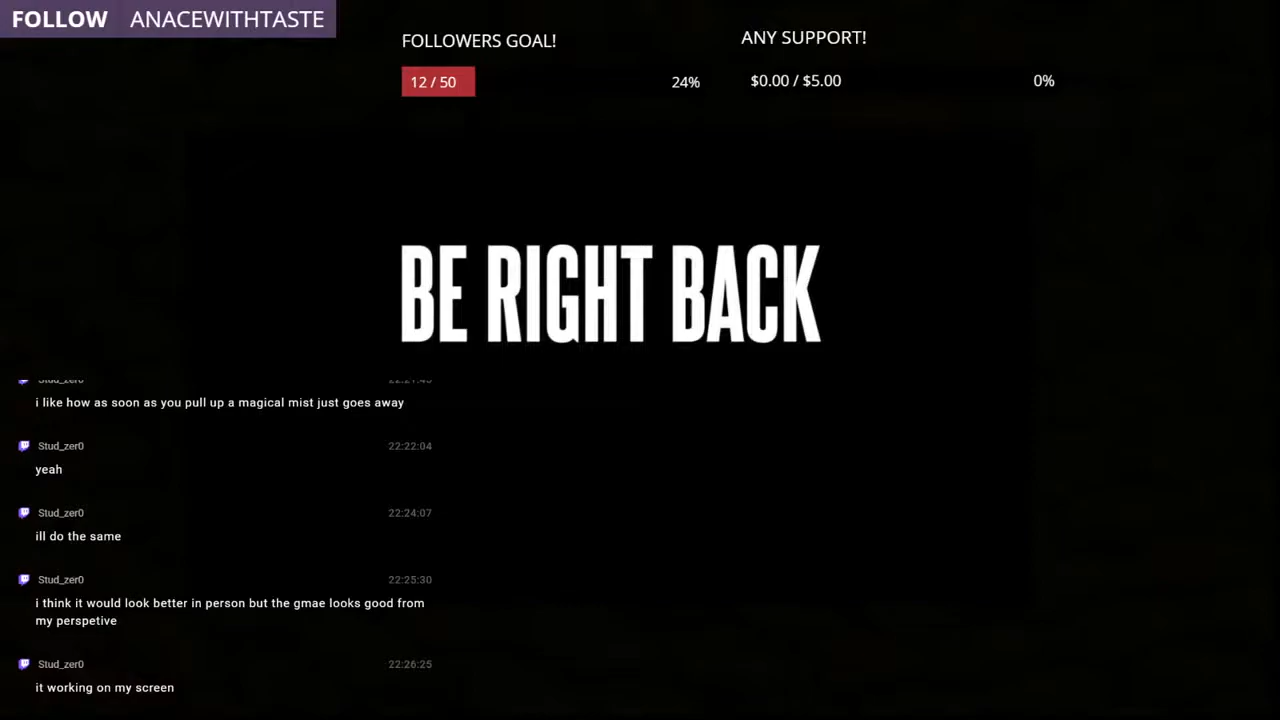 FOLLOW ANACEWITHTASTE
FOLLOWERS GOAL!
ANY SUPPORT!
12 / 50
24%
$0.00 / $5.00
0%
BE RIGHT BACK
Stud_zer0
i like how as soon as you pull up a magical mist just goes away
Stud_zer0 22:22:04
yeah
Stud_zer0 22:24:07
ill do the same
Stud_zer0 22:25:30
i think it would look better in person but the gmae looks good from
my perspetive
Stud_zer0 22:26:25
it working on my screen